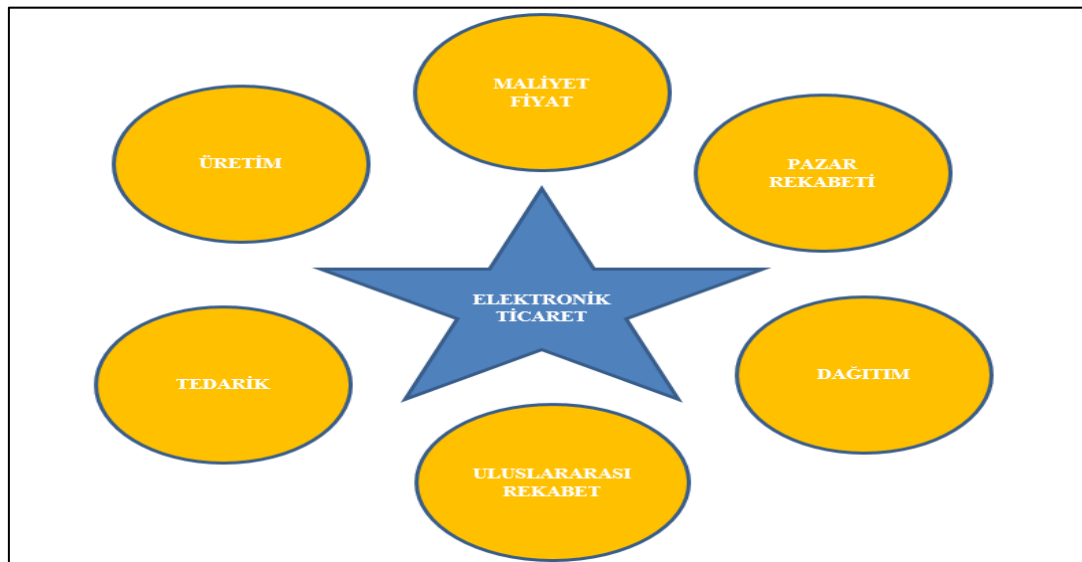 MALİYET
FİYAT
ÜRETİM
PAZAR
REKABETİ
ELEKTRONİK
TİCARET
TEDARİK
DAĞITIM
ULUSLARARASI
REKABET